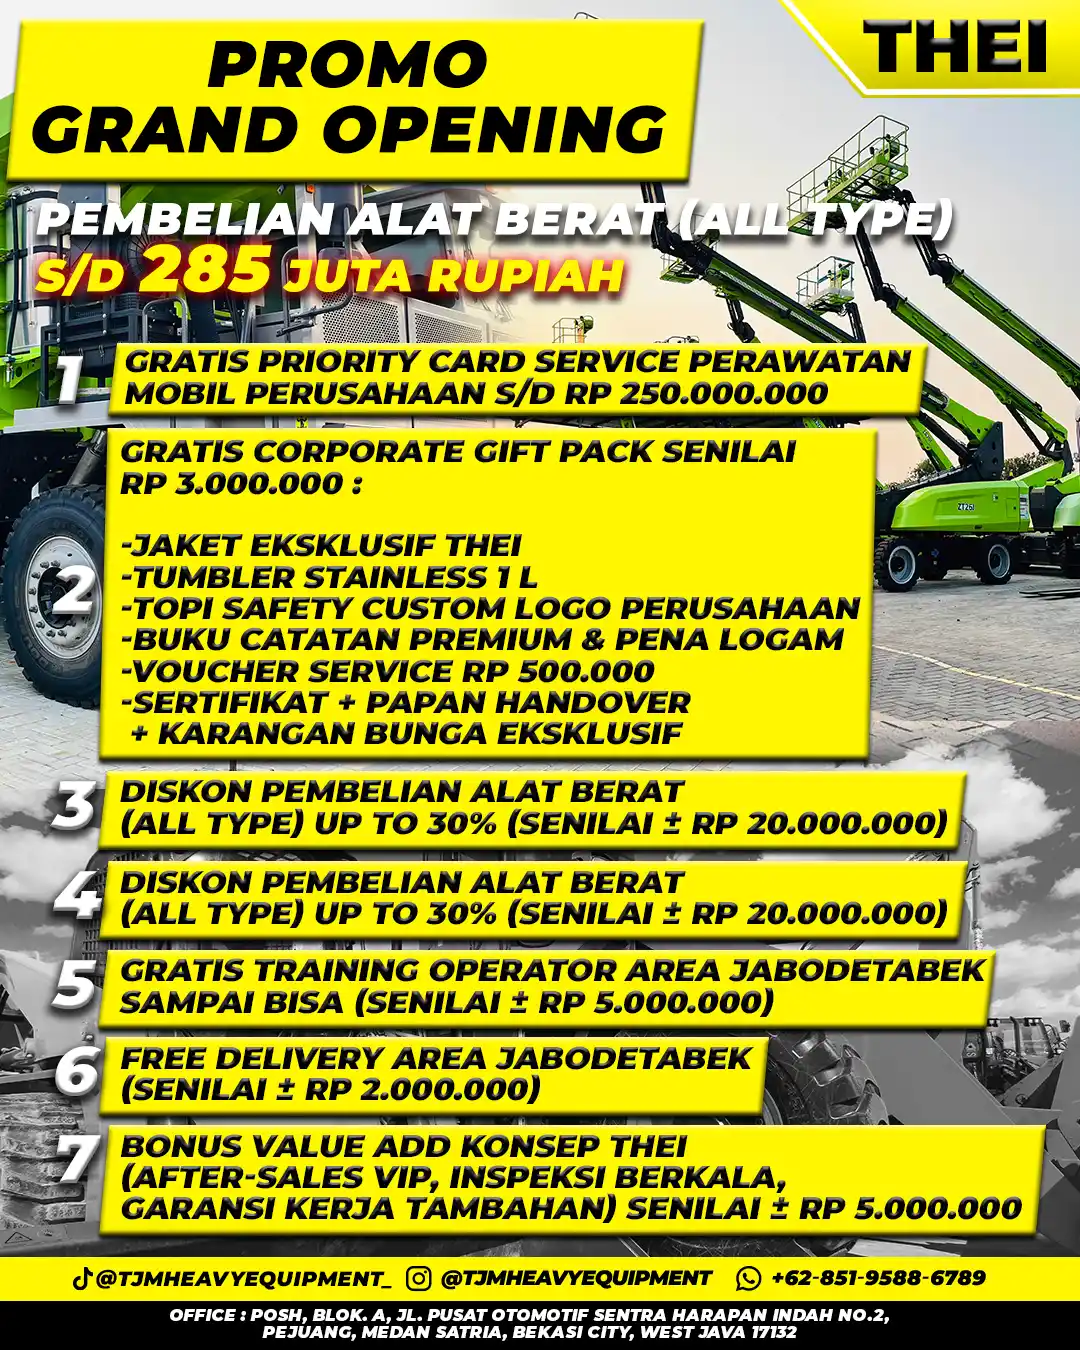 THEI
PROMO
GRAND OPENING
PEMBELIAN ALAT BERAT (ALL TYPE)
S/D 285 JUTA RUPIAH
1
GRATIS PRIORITY CARD SERVICE PERAWATAN
MOBIL PERUSAHAAN S/D RP 250.000.000
2
GRATIS CORPORATE GIFT PACK SENILAI
RP 3.000.000 :
-JAKET EKSKLUSIF THEI
-TUMBLER STAINLESS 1 L
-TOPI SAFETY CUSTOM LOGO PERUSAHAAN
-BUKU CATATAN PREMIUM & PENA LOGAM
-VOUCHER SERVICE RP 500.000
-SERTIFIKAT + PAPAN HANDOVER
+ KARANGAN BUNGA EKSKLUSIF
3
DISKON PEMBELIAN ALAT BERAT
(ALL TYPE) UP TO 30% (SENILAI ± RP 20.000.000)
4
DISKON PEMBELIAN ALAT BERAT
(ALL TYPE) UP TO 30% (SENILAI ± RP 20.000.000)
5
GRATIS TRAINING OPERATOR AREA JABODETABEK
SAMPAI BISA (SENILAI ± RP 5.000.000)
6
FREE DELIVERY AREA JABODETABEK
(SENILAI ± RP 2.000.000)
7
BONUS VALUE ADD KONSEP THEI
(AFTER-SALES VIP, INSPEKSI BERKALA,
GARANSI KERJA TAMBAHAN) SENILAI ± RP 5.000.000
@TJMHEAVYEQUIPMENT_ @TJMHEAVYEQUIPMENT +62-851-9588-6789
OFFICE : POSH, BLOK. A, JL. PUSAT OTOMOTIF SENTRA HARAPAN INDAH NO.2,
PEJUANG, MEDAN SATRIA, BEKASI CITY, WEST JAVA 17132